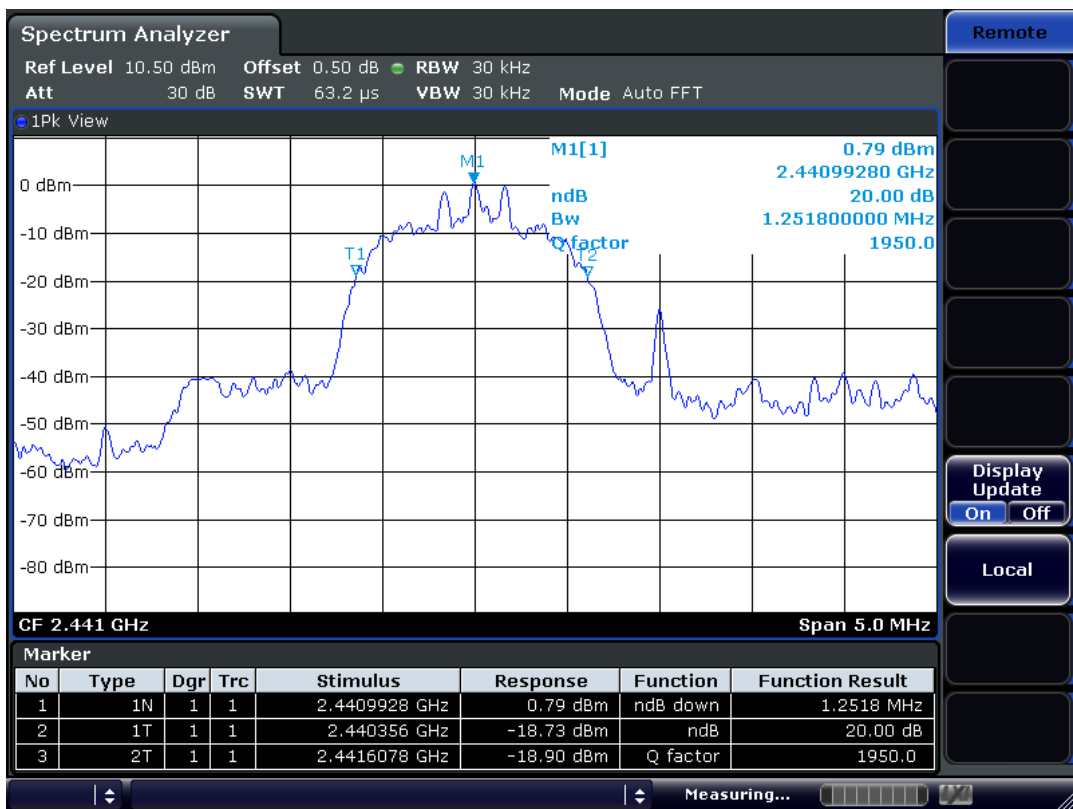 Spectrum Analyzer
Remote
Ref Level 10.50 dBm Offset 0.50 dB RBW 30 kHz
Att 30 dB SWT 63.2 µs VBW 30 kHz Mode Auto FFT
1Pk View
M1[1] 0.79 dBm
2.44099280 GHz
ndB 20.00 dB
Bw 1.251800000 MHz
Q factor 1950.0
M1
T1
T2
0 dBm
-10 dBm
-20 dBm
-30 dBm
-40 dBm
-50 dBm
-60 dBm
-70 dBm
-80 dBm
CF 2.441 GHz Span 5.0 MHz
Display
Update
On Off
Local
Marker
No Type Dgr Trc Stimulus Response Function Function Result
1 1N 1 1 2.4409928 GHz 0.79 dBm ndB down 1.2518 MHz
2 1T 1 1 2.440356 GHz -18.73 dBm ndB 20.00 dB
3 2T 1 1 2.4416078 GHz -18.90 dBm Q factor 1950.0
Measuring...